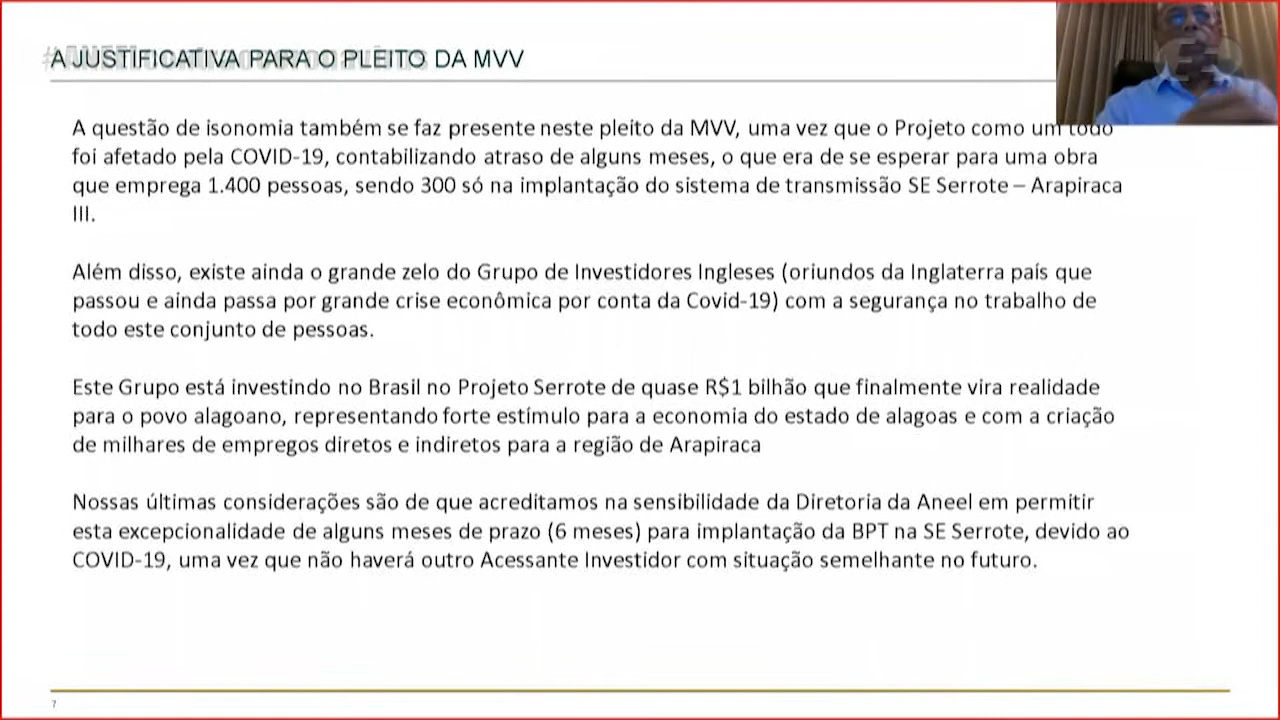 A JUSTIFICATIVA PARA O PLEITO DA MVV
A questão de isonomia também se faz presente neste pleito da MVV, uma vez que o Projeto como um todo
foi afetado pela COVID-19, contabilizando atraso de alguns meses, o que era de se esperar para uma obra
que emprega 1.400 pessoas, sendo 300 só na implantação do sistema de transmissão SE Serrote – Arapiraca
III.
Além disso, existe ainda o grande zelo do Grupo de Investidores Ingleses (oriundos da Inglaterra país que
passou e ainda passa por grande crise econômica por conta da Covid-19) com a segurança no trabalho de
todo este conjunto de pessoas.
Este Grupo está investindo no Brasil no Projeto Serrote de quase R$1 bilhão que finalmente vira realidade
para o povo alagoano, representando forte estímulo para a economia do estado de alagoas e com a criação
de milhares de empregos diretos e indiretos para a região de Arapiraca
Nossas últimas considerações são de que acreditamos na sensibilidade da Diretoria da Aneel em permitir
esta excepcionalidade de alguns meses de prazo (6 meses) para implantação da BPT na SE Serrote, devido ao
COVID-19, uma vez que não haverá outro Acessante Investidor com situação semelhante no futuro.
7